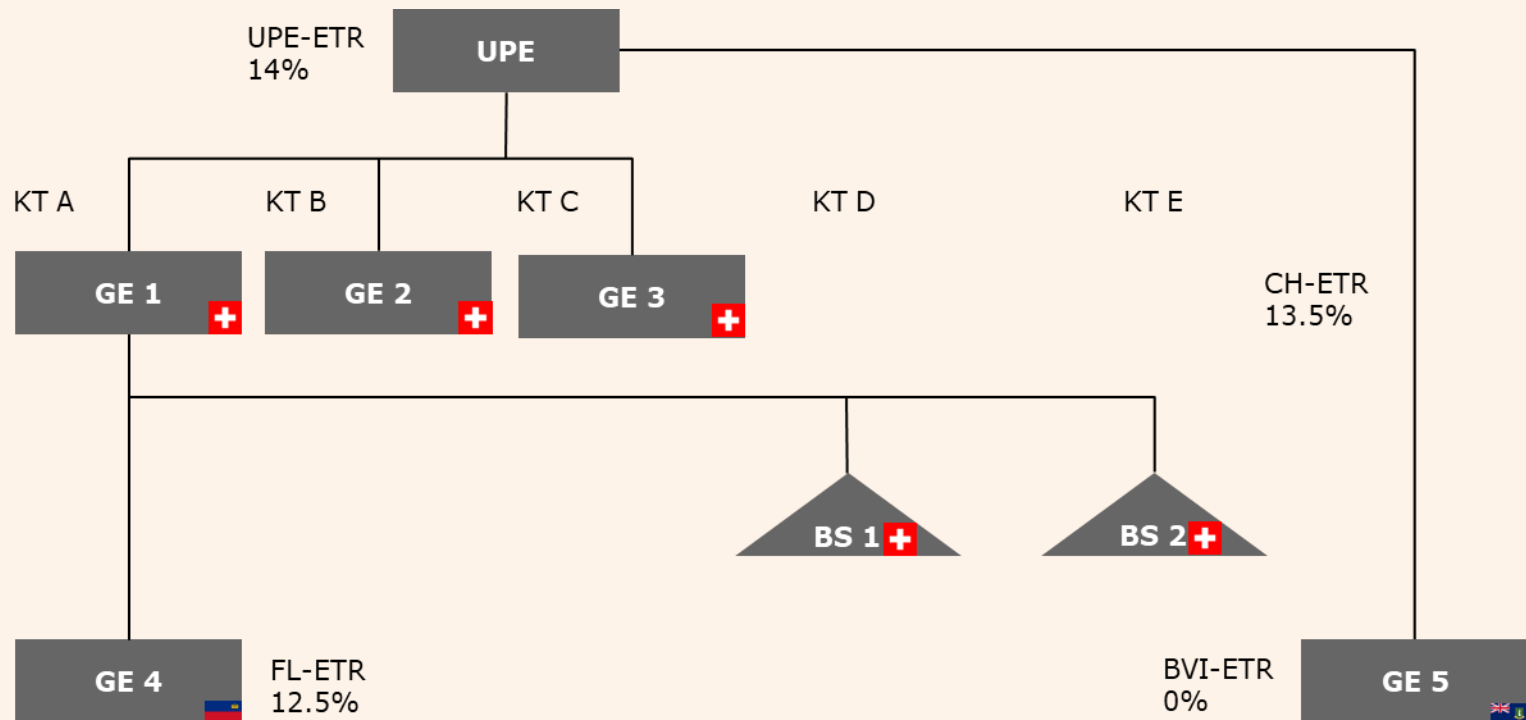 UPE-ETR
14%
UPE
KT A
KT B
KT C
KT D
KT E
GE 1
GE 2
GE 3
CH-ETR
13.5%
BS 1
BS 2
GE 4
FL-ETR
12.5%
BVI-ETR
0%
GE 5